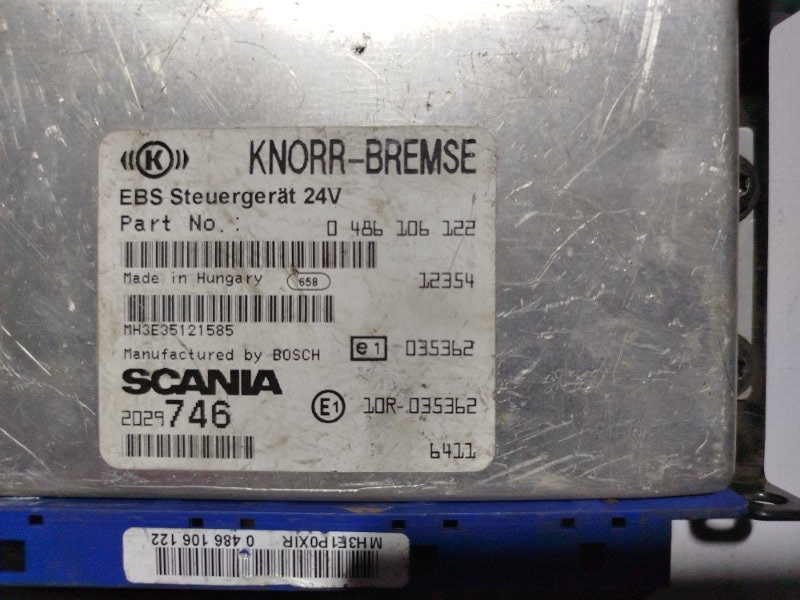 K KNORR-BREMSE
EBS Steuergerät 24V
Part No.: 0 486 106 122
Made in Hungary 658 12354
MH3E35121585
Manufactured by BOSCH e1 035362
SCANIA
2029746 E1 10R-035362
6411
MH3E1P0XIR
0 486 106 122